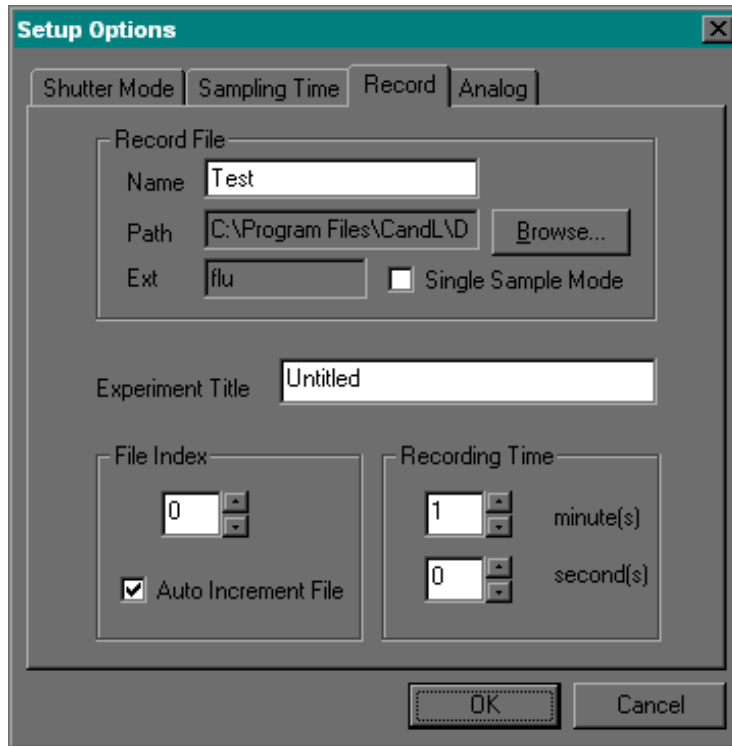 Setup Options
Shutter Mode Sampling Time Record Analog
Record File
Name Test
Path C:\Program Files\CandL\D Browse...
Ext flu Single Sample Mode
Experiment Title Untitled
File Index Recording Time
0 1 minute(s)
0 second(s)
Auto Increment File
OK Cancel